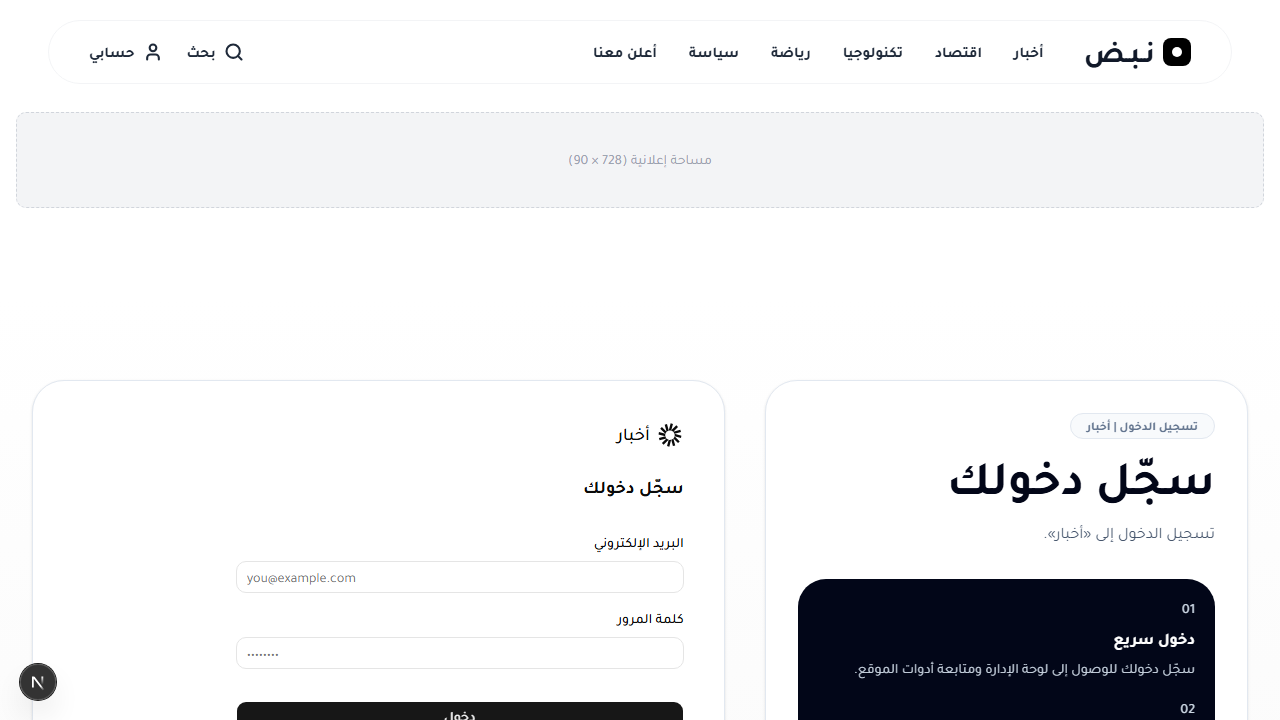 نبض
أخبار
اقتصاد
تكنولوجيا
رياضة
سياسة
أعلن معنا
بحث
حسابي
مساحة إعلانية (728 × 90)
تسجيل الدخول | أخبار
سجّل دخولك
تسجيل الدخول إلى «أخبار».
01
دخول سريع
سجّل دخولك للوصول إلى لوحة الإدارة ومتابعة أدوات الموقع.
02
أخبار
سجّل دخولك
البريد الإلكتروني
you@example.com
كلمة المرور
••••••••
دخول
N